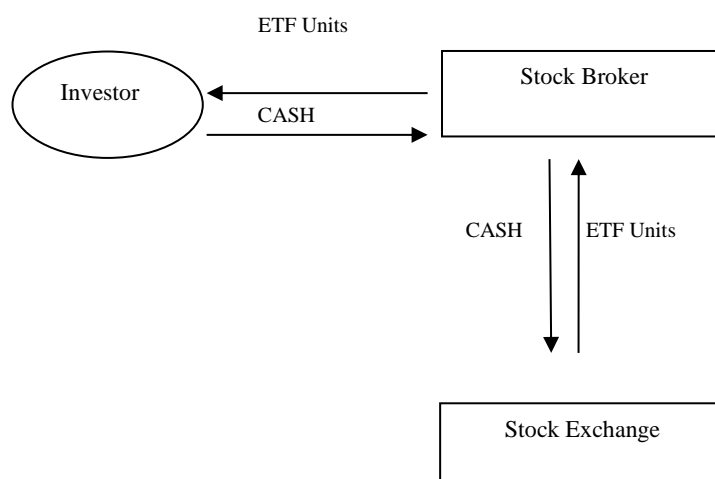 ETF Units
Stock Broker
Investor
CASH
CASH
ETF Units
Stock Exchange